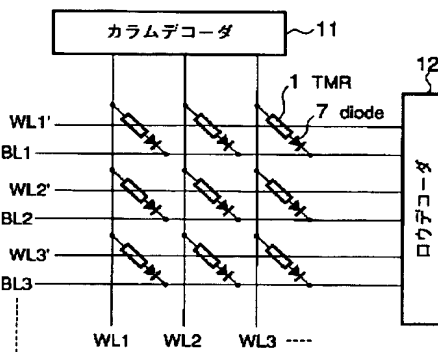 カラムデコーダ
11
12
1 TMR
7 diode
WL1'
BL1
WL2'
BL2
WL3'
BL3
ロウデコーダ
WL1 WL2 WL3